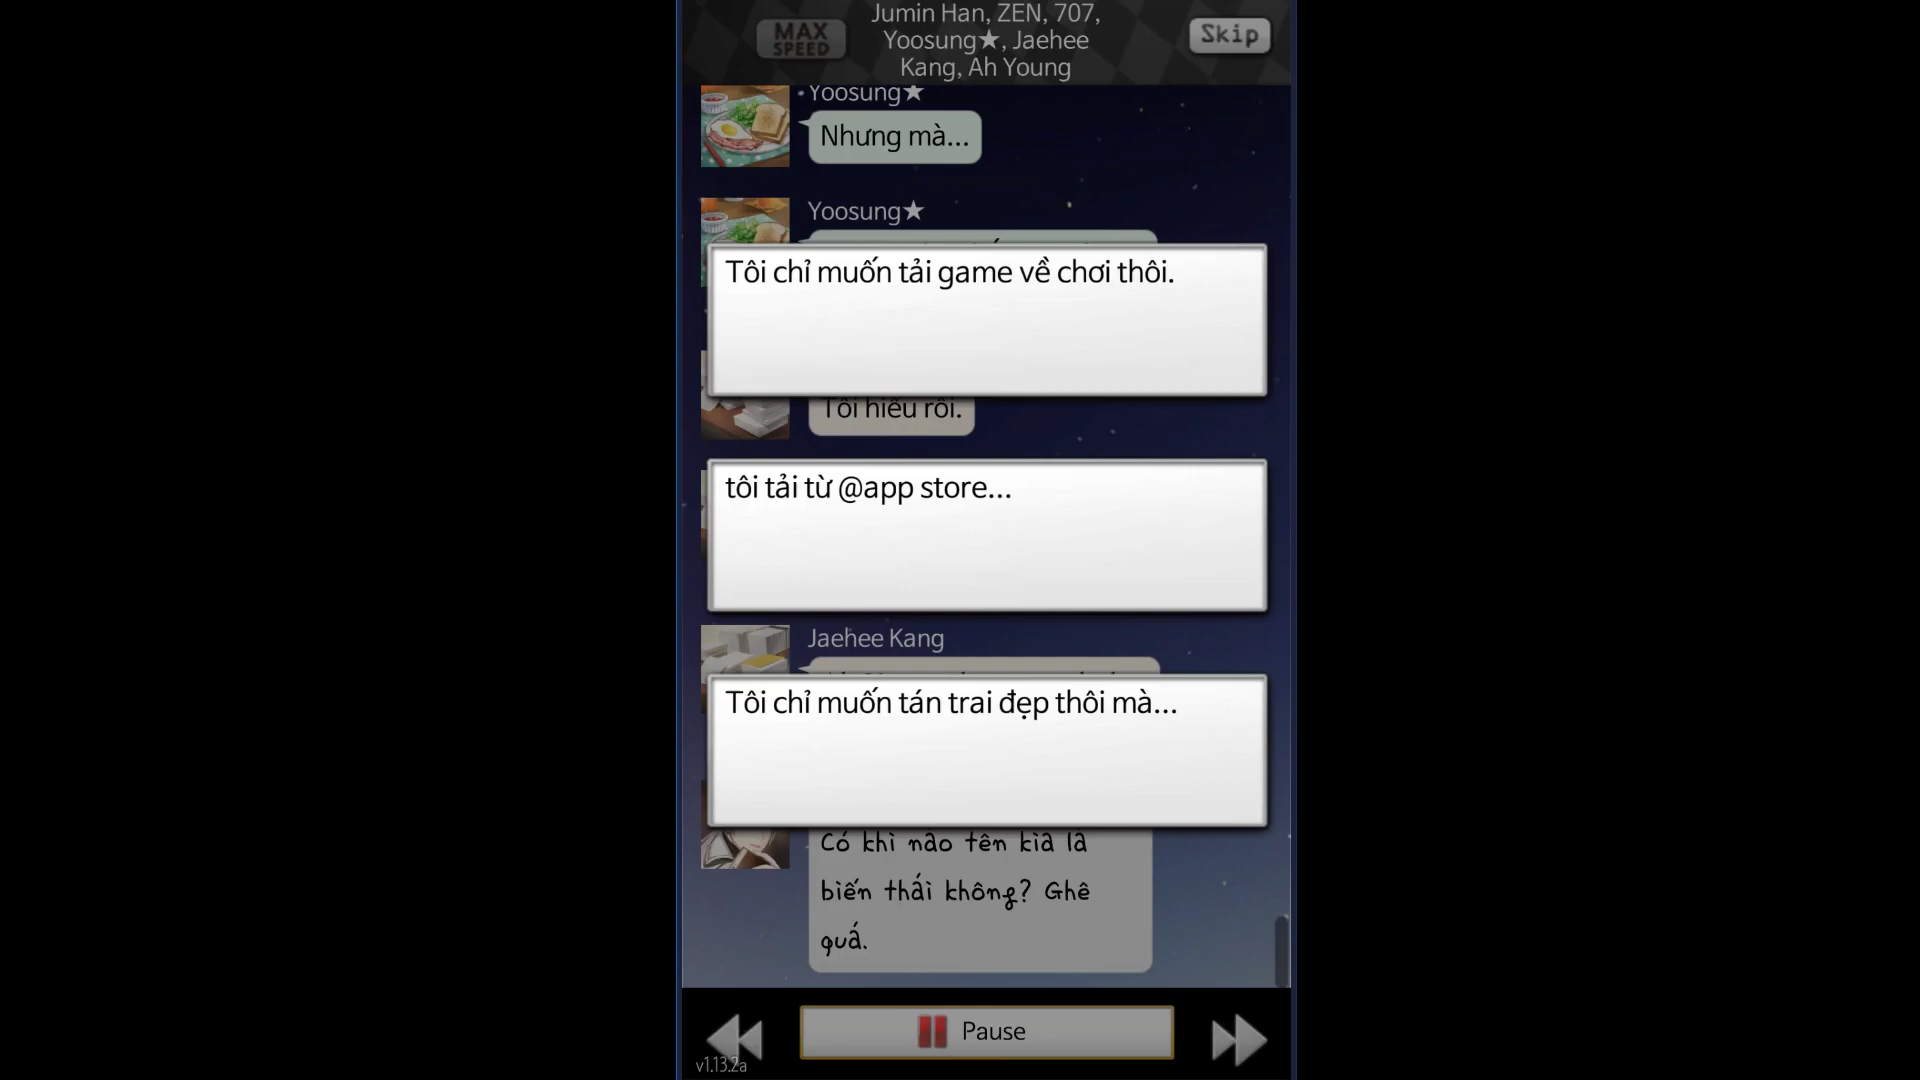 MAX
SPEED
Jumin Han, ZEN, 707,
Yoosung★, Jaehee
Kang, Ah Young
Skip
Yoosung★
Nhưng mà...
Yoosung★
Tôi chỉ muốn tải game về chơi thôi.
Tôi hiểu rồi.
tôi tải từ @app store...
Jaehee Kang
Tôi chỉ muốn tán trai đẹp thôi mà...
Có khi nào tên kia là
biến thái không? Ghê
quá.
Pause
v1.13.2a